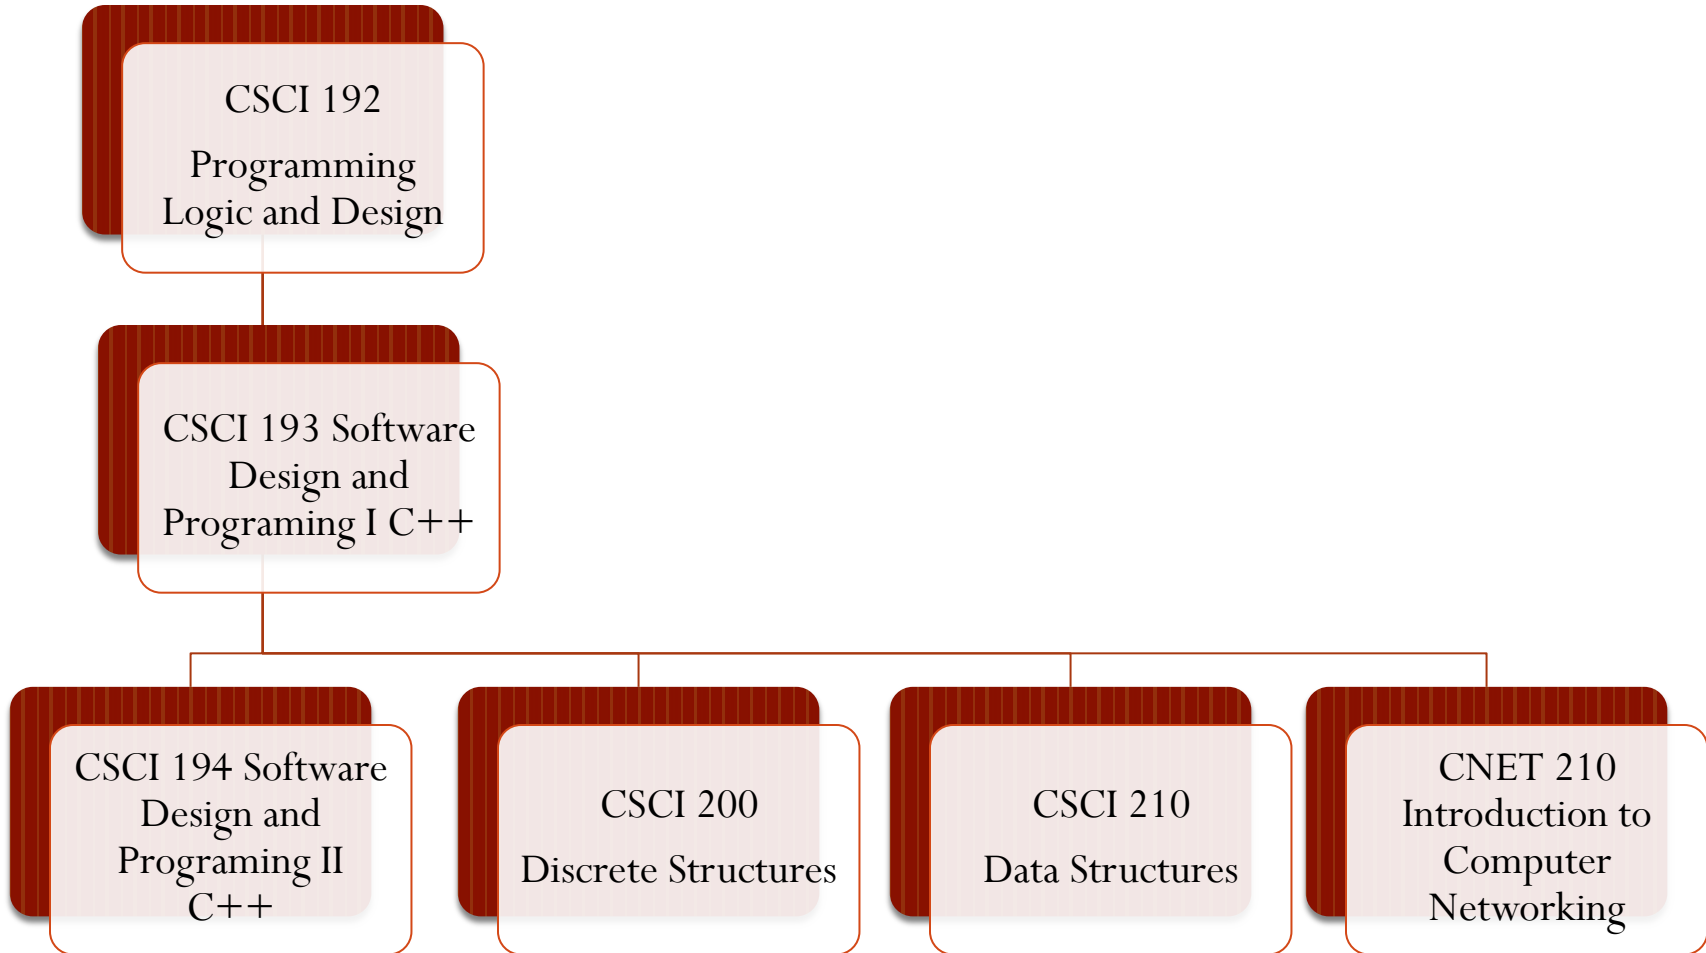 CSCI 192
Programming
Logic and Design
CSCI 193 Software
Design and
Programing I C++
CSCI 194 Software
Design and
Programing II
C++
CSCI 200
Discrete Structures
CSCI 210
Data Structures
CNET 210
Introduction to
Computer
Networking